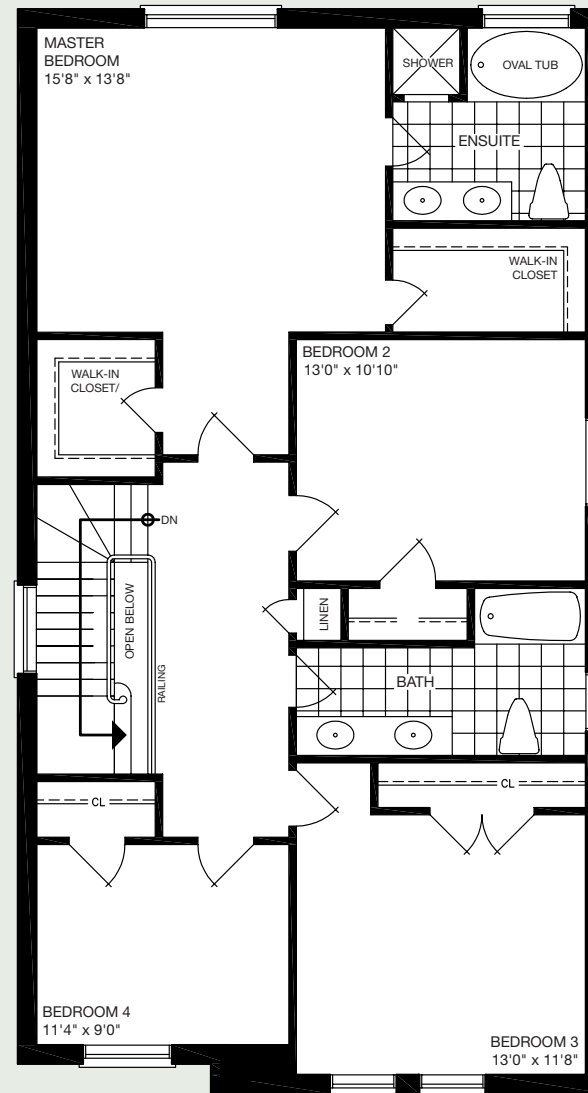 MASTER
BEDROOM
15'8" x 13'8"
SHOWER
OVAL TUB
ENSUITE
WALK-IN
CLOSET
WALK-IN
CLOSET/
BEDROOM 2
13'0" x 10'10"
DN
OPEN BELOW
RAILING
LINEN
BATH
CL
CL
BEDROOM 4
11'4" x 9'0"
BEDROOM 3
13'0" x 11'8"